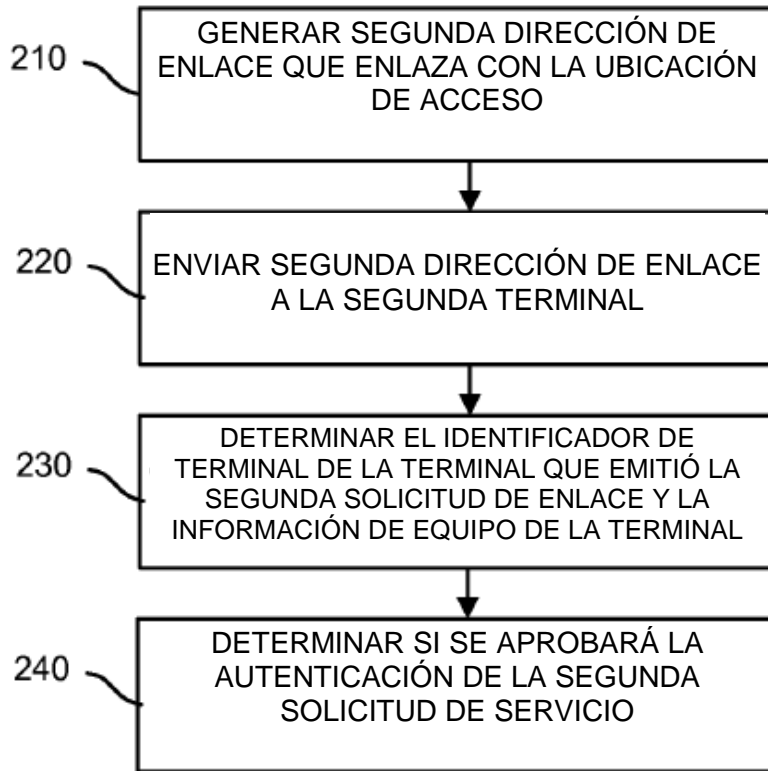 210
GENERAR SEGUNDA DIRECCIÓN DE
ENLACE QUE ENLAZA CON LA UBICACIÓN
DE ACCESO
220
ENVIAR SEGUNDA DIRECCIÓN DE ENLACE
A LA SEGUNDA TERMINAL
230
DETERMINAR EL IDENTIFICADOR DE
TERMINAL DE LA TERMINAL QUE EMITIÓ LA
SEGUNDA SOLICITUD DE ENLACE Y LA
INFORMACIÓN DE EQUIPO DE LA TERMINAL
240
DETERMINAR SI SE APROBARÁ LA
AUTENTICACIÓN DE LA SEGUNDA
SOLICITUD DE SERVICIO